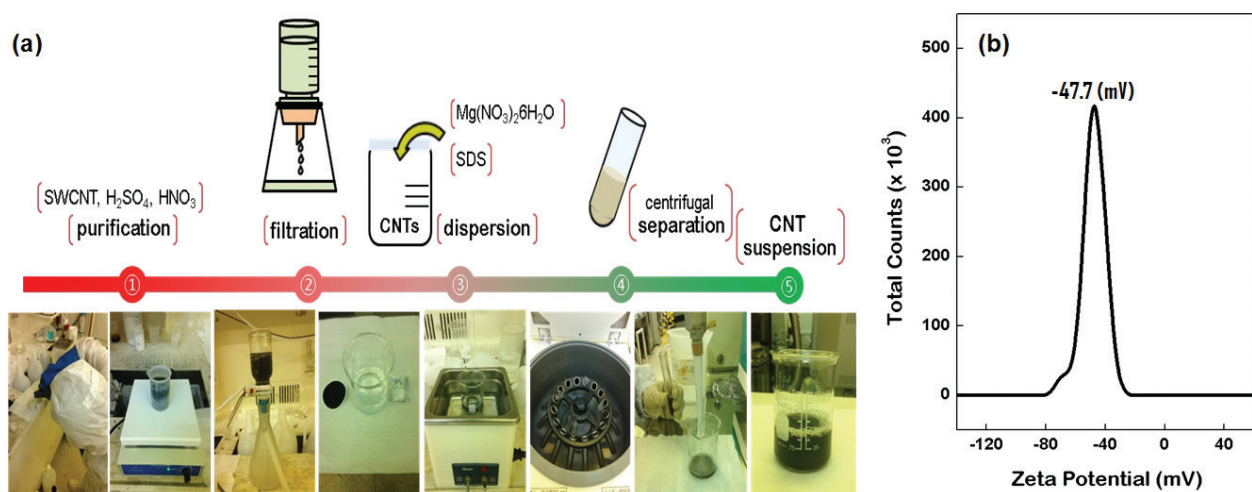 (a)
Mg(NO₃)₂6H₂O
SDS
SWCNT, H₂SO₄, HNO₃
purification
filtration
CNTs
dispersion
centrifugal
separation
CNT
suspension
① ② ③ ④ ⑤
(b)
-47.7 (mV)
Total Counts (× 10³)
500
400
300
200
100
0
-120 -80 -40 0 40
Zeta Potential (mV)